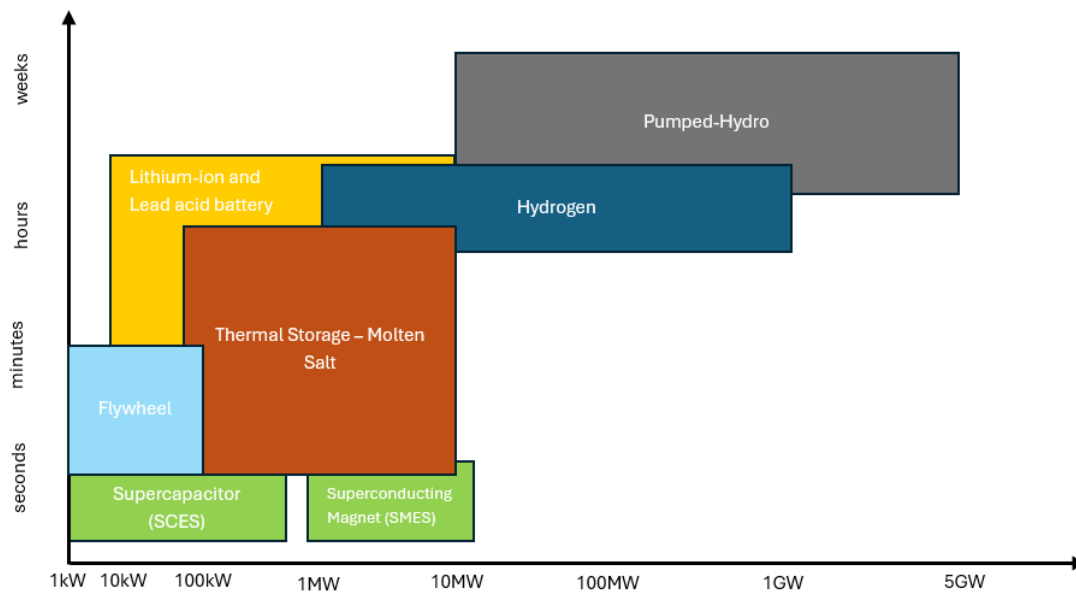 weeks
Pumped-Hydro
Lithium-ion and
Lead acid battery
hours
Hydrogen
minutes
Thermal Storage – Molten
Salt
Flywheel
seconds
Supercapacitor
(SCES)
Superconducting
Magnet (SMES)
1kW 10kW 100kW 1MW 10MW 100MW 1GW 5GW